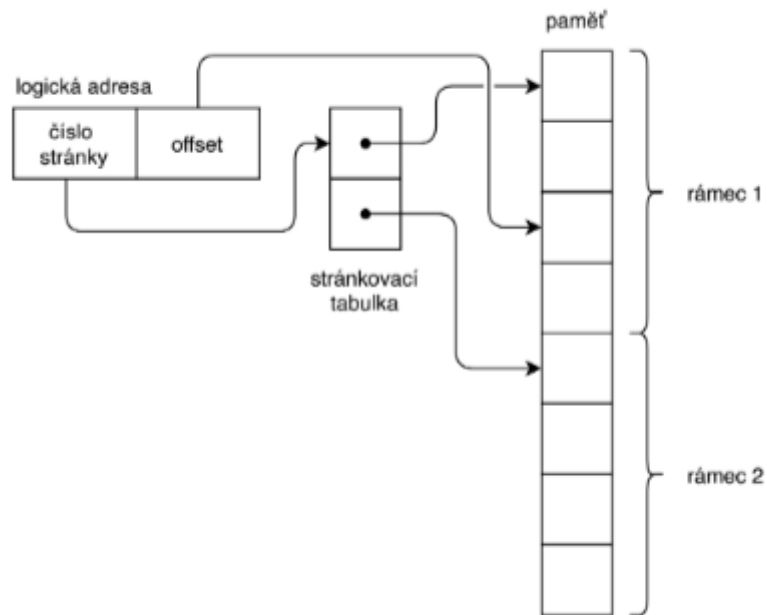 paměť
logická adresa
číslo
stránky
offset
rámec 1
stránkovací
tabulka
rámec 2